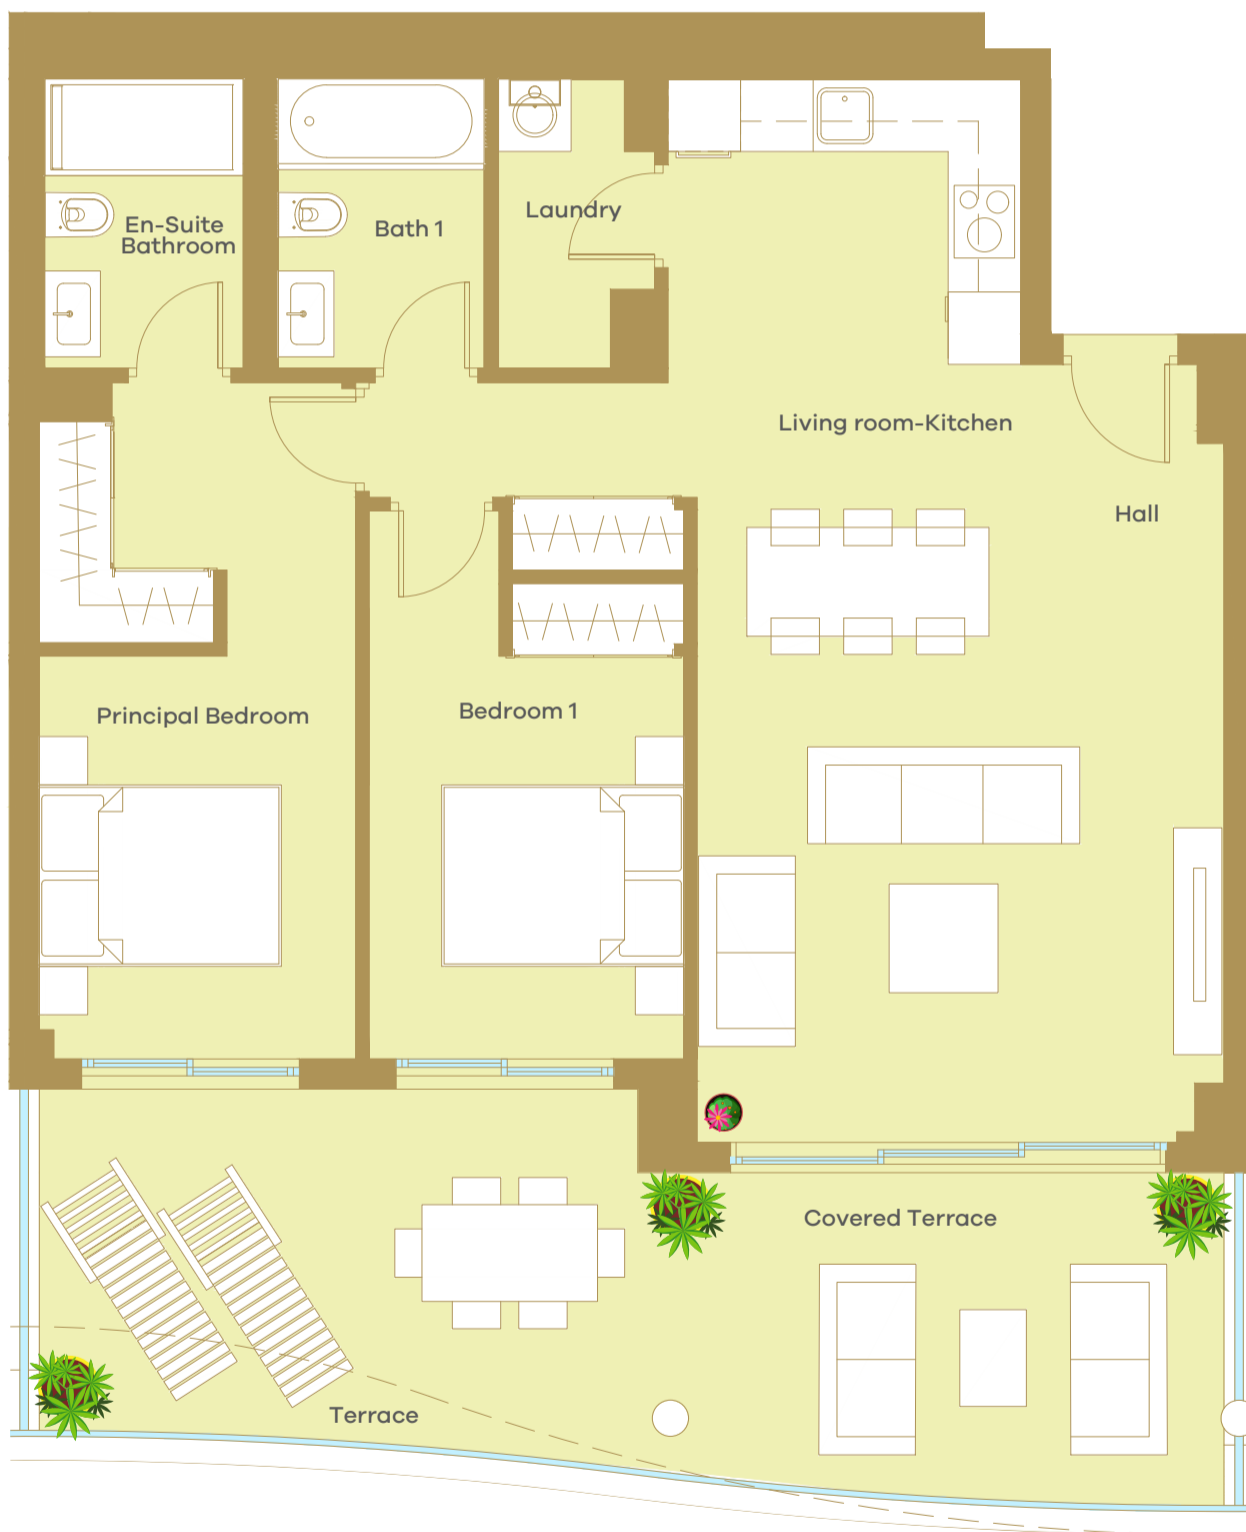 En-Suite
Bathroom
Bath 1
Laundry
Living room-Kitchen
Hall
Principal Bedroom
Bedroom 1
Covered Terrace
Terrace